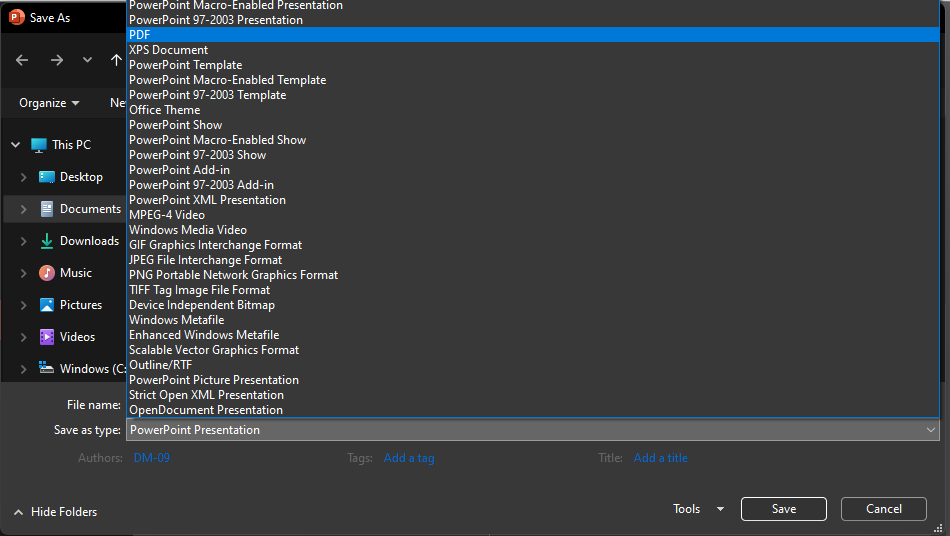 Save As
PowerPoint Macro-Enabled Presentation
PowerPoint 97-2003 Presentation
PDF
XPS Document
PowerPoint Template
PowerPoint Macro-Enabled Template
PowerPoint 97-2003 Template
Office Theme
PowerPoint Show
PowerPoint Macro-Enabled Show
PowerPoint 97-2003 Show
PowerPoint Add-in
PowerPoint 97-2003 Add-in
PowerPoint XML Presentation
MPEG-4 Video
Windows Media Video
GIF Graphics Interchange Format
JPEG File Interchange Format
PNG Portable Network Graphics Format
TIFF Tag Image File Format
Device Independent Bitmap
Windows Metafile
Enhanced Windows Metafile
Scalable Vector Graphics Format
Outline/RTF
PowerPoint Picture Presentation
Strict Open XML Presentation
OpenDocument Presentation
Organize
This PC
Desktop
Documents
Downloads
Music
Pictures
Videos
Windows (C:
File name:
Save as type: PowerPoint Presentation
Authors: DM-09 Tags: Add a tag Title: Add a title
Hide Folders Tools Save Cancel